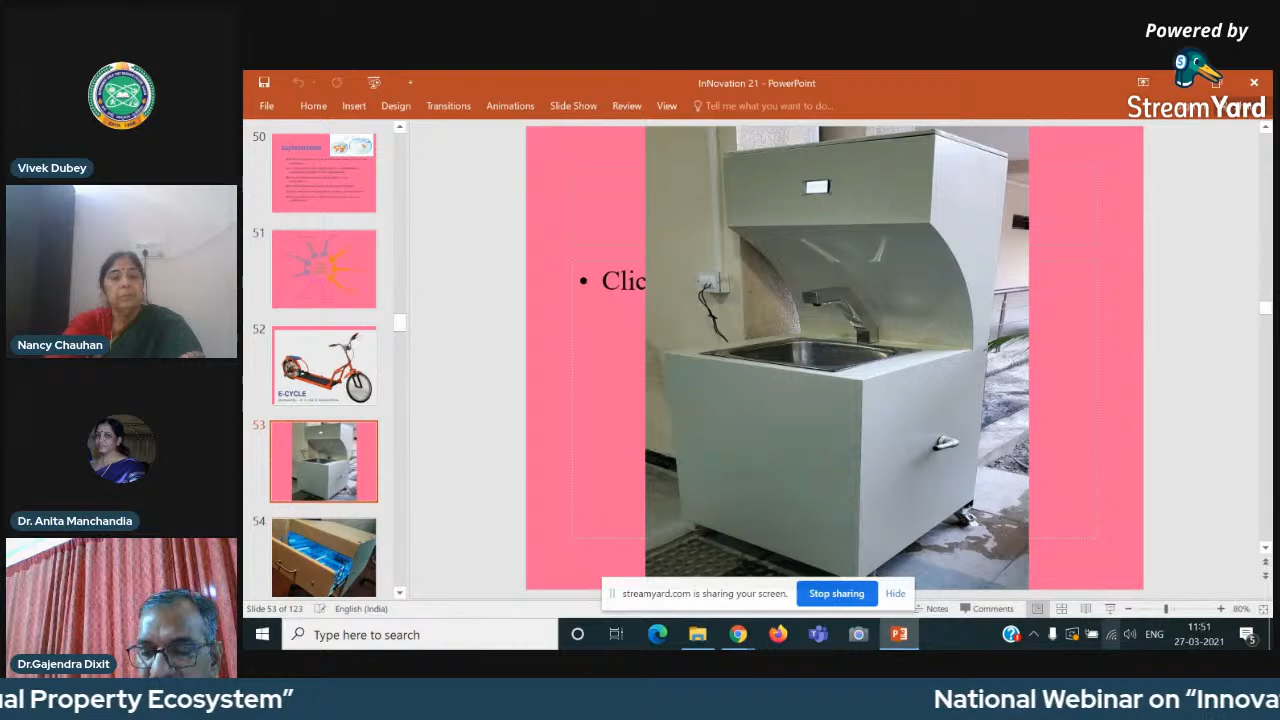 Powered by
StreamYard
InNovation 21 - PowerPoint
File Home Insert Design Transitions Animations Slide Show Review View Tell me what you want to do...
Vivek Dubey
Nancy Chauhan
Dr. Anita Manchandia
Dr.Gajendra Dixit
50
51
52
E-CYCLE
53
54
• Clic
streamyard.com is sharing your screen. Stop sharing Hide
Slide 53 of 123 English (India) Notes Comments 80%
Type here to search
ENG
11:51
27-03-2021
5
ual Property Ecosystem” National Webinar on “Innova